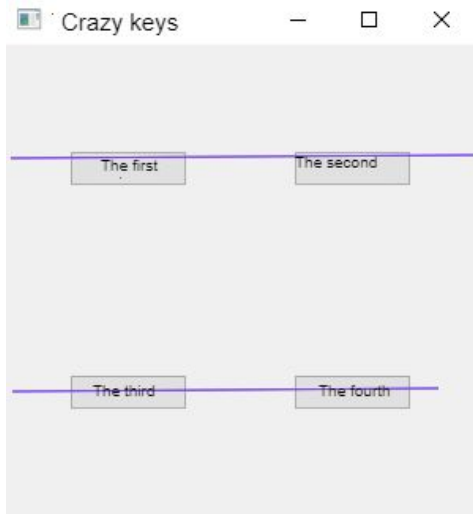 Crazy keys
The first
The second
The third
The fourth